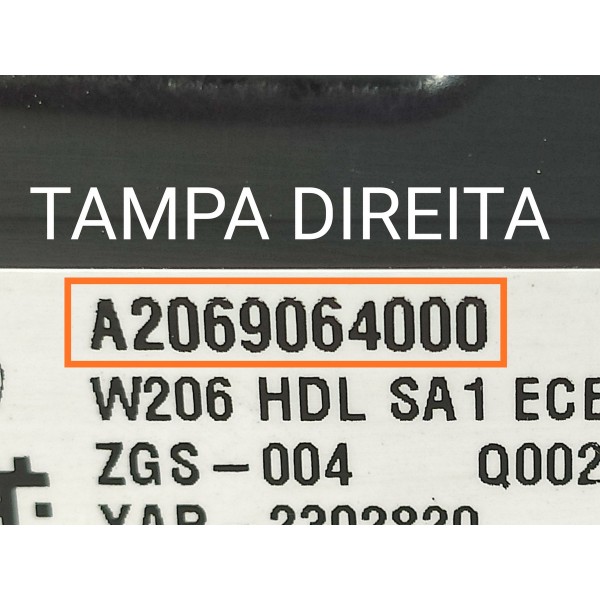 TAMPA DIREITA
A2069064000
W206 HDL SA1 ECE
ZGS-004 Q002